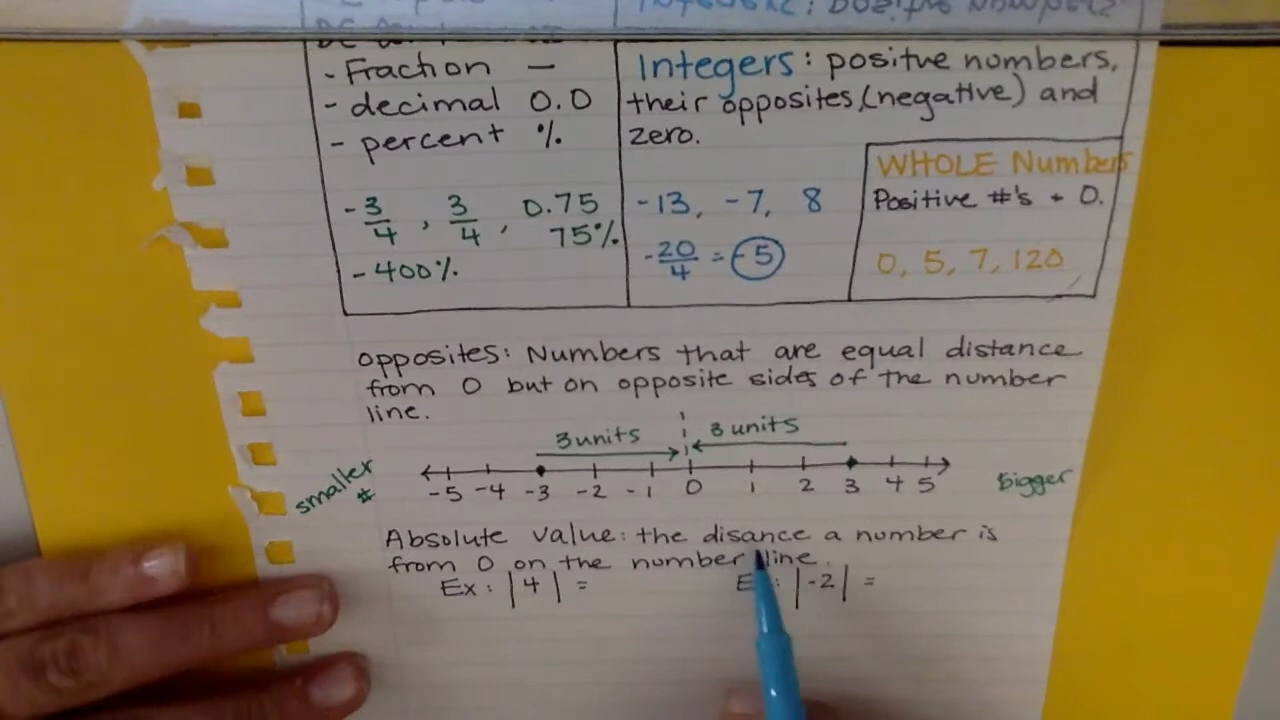 - Fraction —
- decimal 0.0
- percent %
-3/4 , 3/4 , 0.75
75%
-400%
Integers: positve numbers,
their opposites, (negative) and
zero.
-13, -7, 8
-20/4 = -5
WHOLE Numbers
Positive #'s + 0.
0, 5, 7, 120
opposites: Numbers that are equal distance
from 0 but on opposite sides of the number
line.
3 units 3 units
smaller
#
-5 -4 -3 -2 -1 0 1 2 3 4 5
bigger
Absolute value: the disance a number is
from 0 on the number line.
Ex: |4| = E : |-2| =